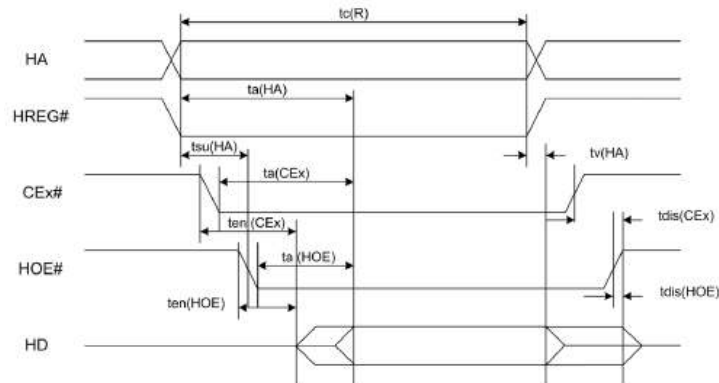 tc(R)
HA
ta(HA)
HREG#
tsu(HA)
tv(HA)
ta(CEx)
CEx#
tdis(CEx)
ten(CEx)
ta(HOE)
HOE#
ten(HOE)
tdis(HOE)
HD